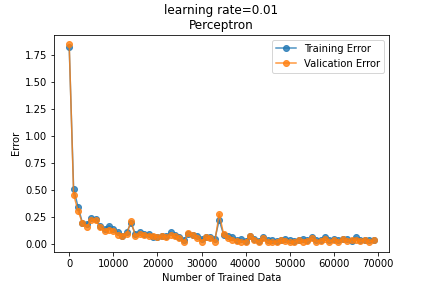 learning rate=0.01
Perceptron
Training Error
Valication Error
1.75
1.50
1.25
1.00
0.75
0.50
0.25
0.00
Error
0 10000 20000 30000 40000 50000 60000 70000
Number of Trained Data